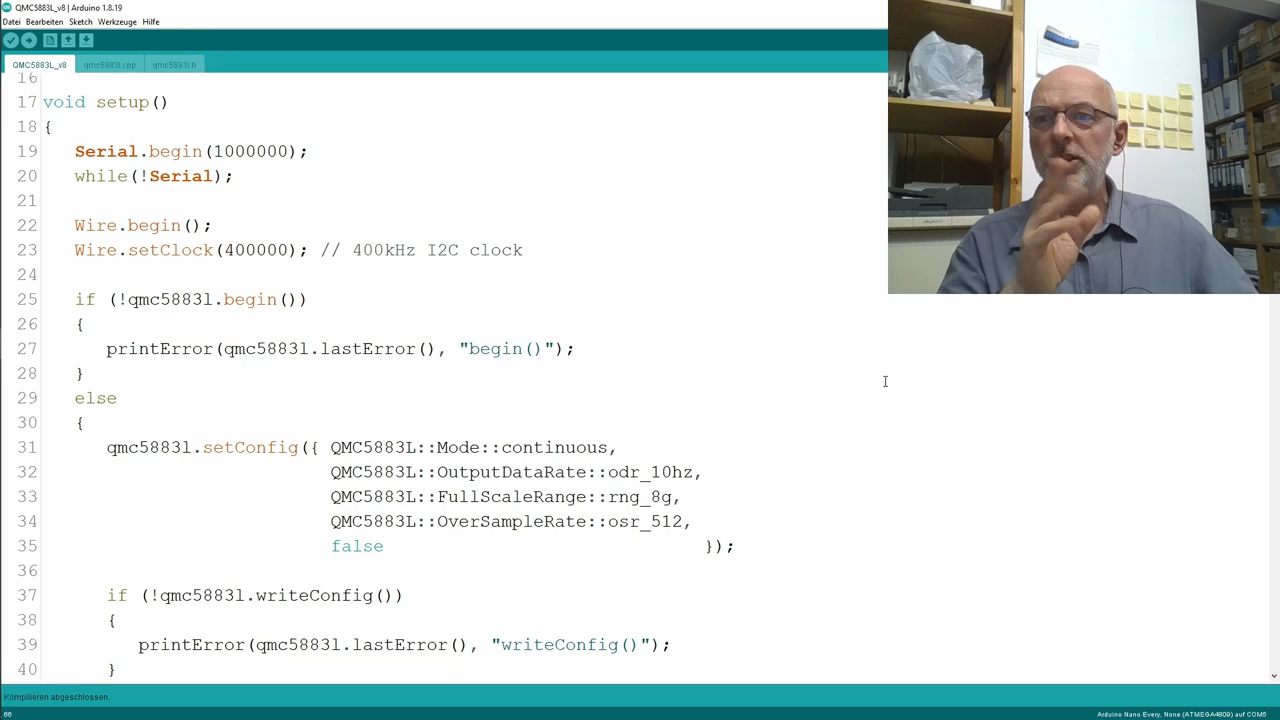 QMC5883L_v8 | Arduino 1.8.19
Datei Bearbeiten Sketch Werkzeuge Hilfe
QMC5883L_v8 qmc5883l.cpp qmc5883l.h
16
17 void setup()
18 {
19 Serial.begin(1000000);
20 while(!Serial);
21
22 Wire.begin();
23 Wire.setClock(400000); // 400kHz I2C clock
24
25 if (!qmc5883l.begin())
26 {
27 printError(qmc5883l.lastError(), "begin()");
28 }
29 else
30 {
31 qmc5883l.setConfig({ QMC5883L::Mode::continuous,
32 QMC5883L::OutputDataRate::odr_10hz,
33 QMC5883L::FullScaleRange::rng_8g,
34 QMC5883L::OverSampleRate::osr_512,
35 false });
36
37 if (!qmc5883l.writeConfig())
38 {
39 printError(qmc5883l.lastError(), "writeConfig()");
40 }
Kompilieren abgeschlossen.
66 Arduino Nano Every, None (ATMEGA4809) auf COM5